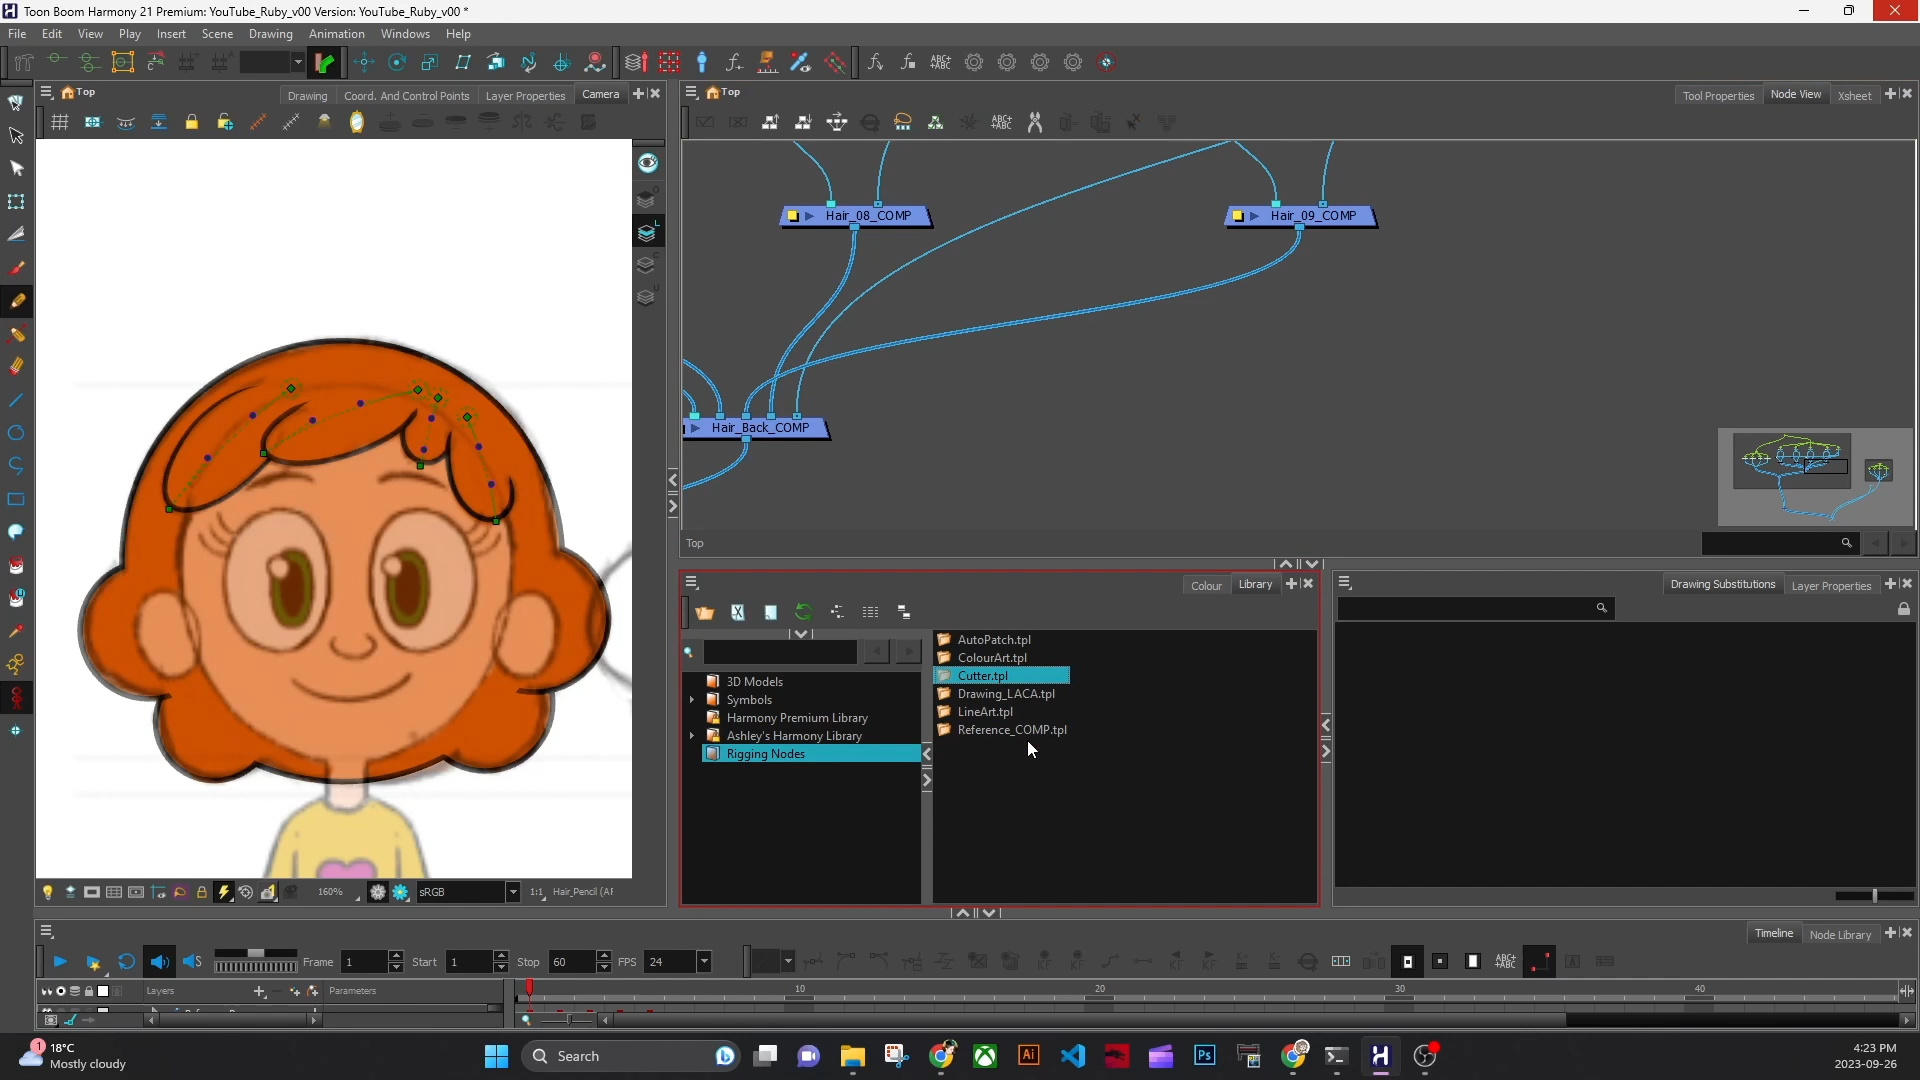 Toon Boom Harmony 21 Premium: YouTube_Ruby_v00 Version: YouTube_Ruby_v00 *
File Edit View Play Insert Scene Drawing Animation Windows Help
Top Drawing Coord. And Control Points Layer Properties Camera
Top Tool Properties Node View Xsheet
Hair_08_COMP Hair_09_COMP
Hair_Back_COMP
Top
Colour Library
Drawing Substitutions Layer Properties
AutoPatch.tpl
ColourArt.tpl
Cutter.tpl
Drawing_LACA.tpl
LineArt.tpl
Reference_COMP.tpl
3D Models
Symbols
Harmony Premium Library
Ashley's Harmony Library
Rigging Nodes
160% sRGB 1:1 Hair_Pencil (AF
Timeline Node Library
Frame 1 Start 1 Stop 60 FPS 24
Layers Parameters 10 20 30 40
1 18°C
Mostly cloudy
Search
4:23 PM
2023-09-26